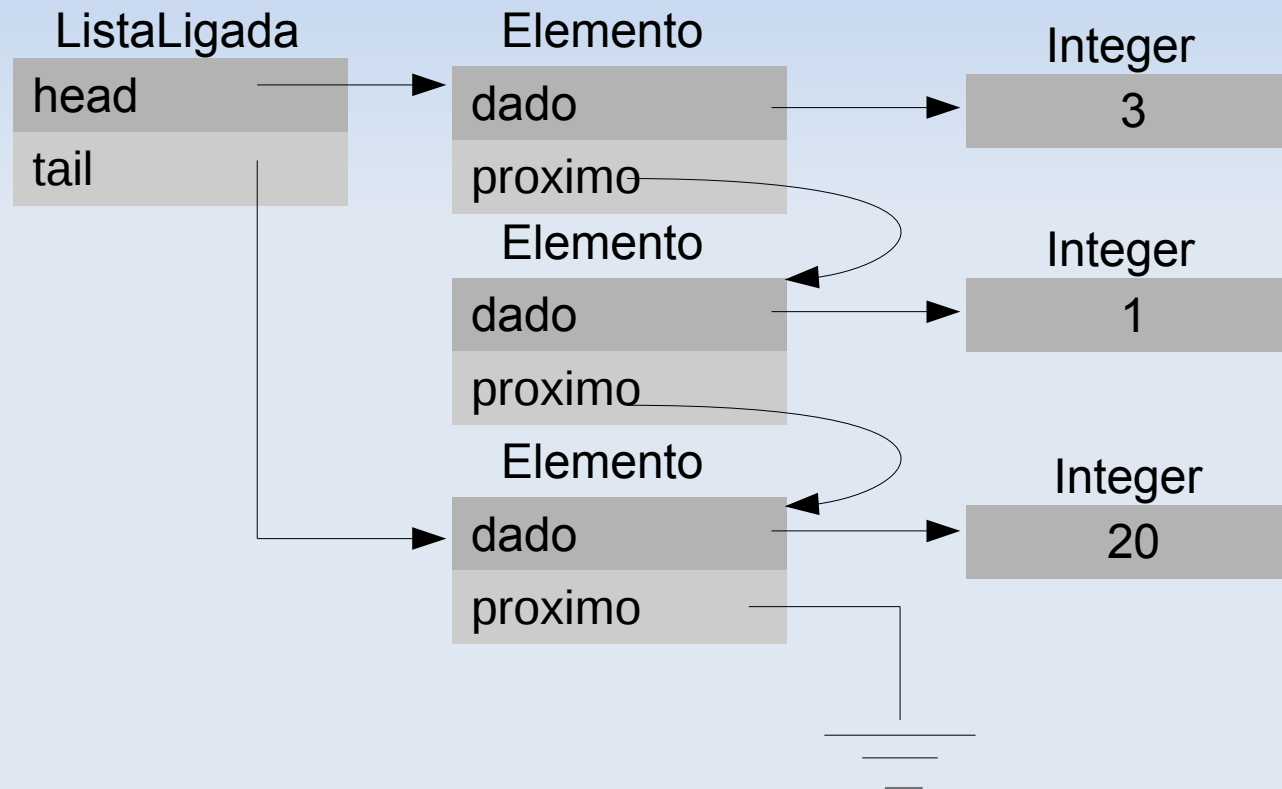 ListaLigada
head
tail
Elemento
dado
proximo
Integer
3
Elemento
dado
proximo
Integer
1
Elemento
dado
proximo
Integer
20